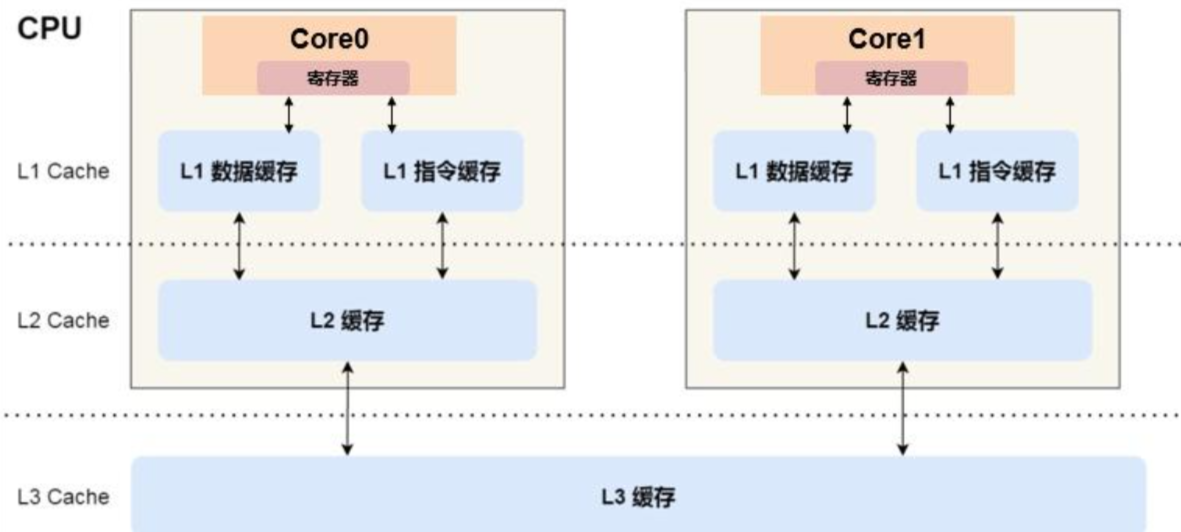 CPU
Core0
Core1
寄存器
寄存器
L1 Cache
L1 数据缓存
L1 指令缓存
L1 数据缓存
L1 指令缓存
L2 Cache
L2 缓存
L2 缓存
L3 Cache
L3 缓存